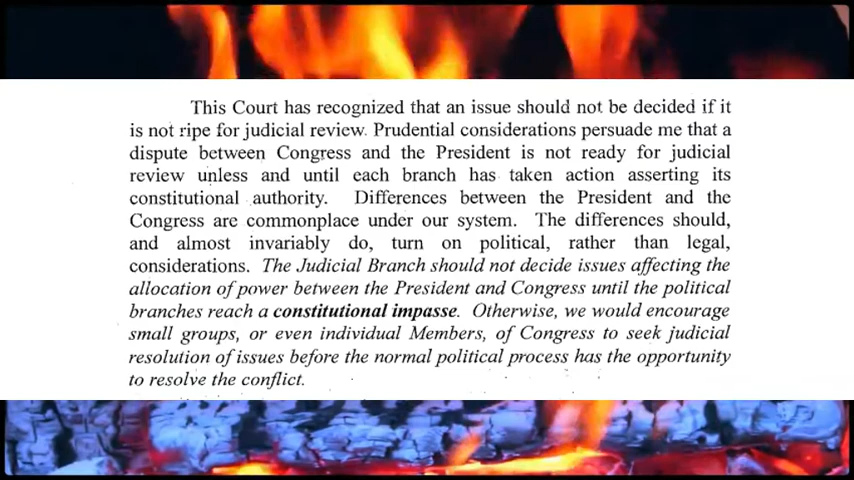 This Court has recognized that an issue should not be decided if it
is not ripe for judicial review. Prudential considerations persuade me that a
dispute between Congress and the President is not ready for judicial
review unless and until each branch has taken action asserting its
constitutional authority. Differences between the President and the
Congress are commonplace under our system. The differences should,
and almost invariably do, turn on political, rather than legal,
considerations. The Judicial Branch should not decide issues affecting the
allocation of power between the President and Congress until the political
branches reach a constitutional impasse. Otherwise, we would encourage
small groups, or even individual Members, of Congress to seek judicial
resolution of issues before the normal political process has the opportunity
to resolve the conflict.